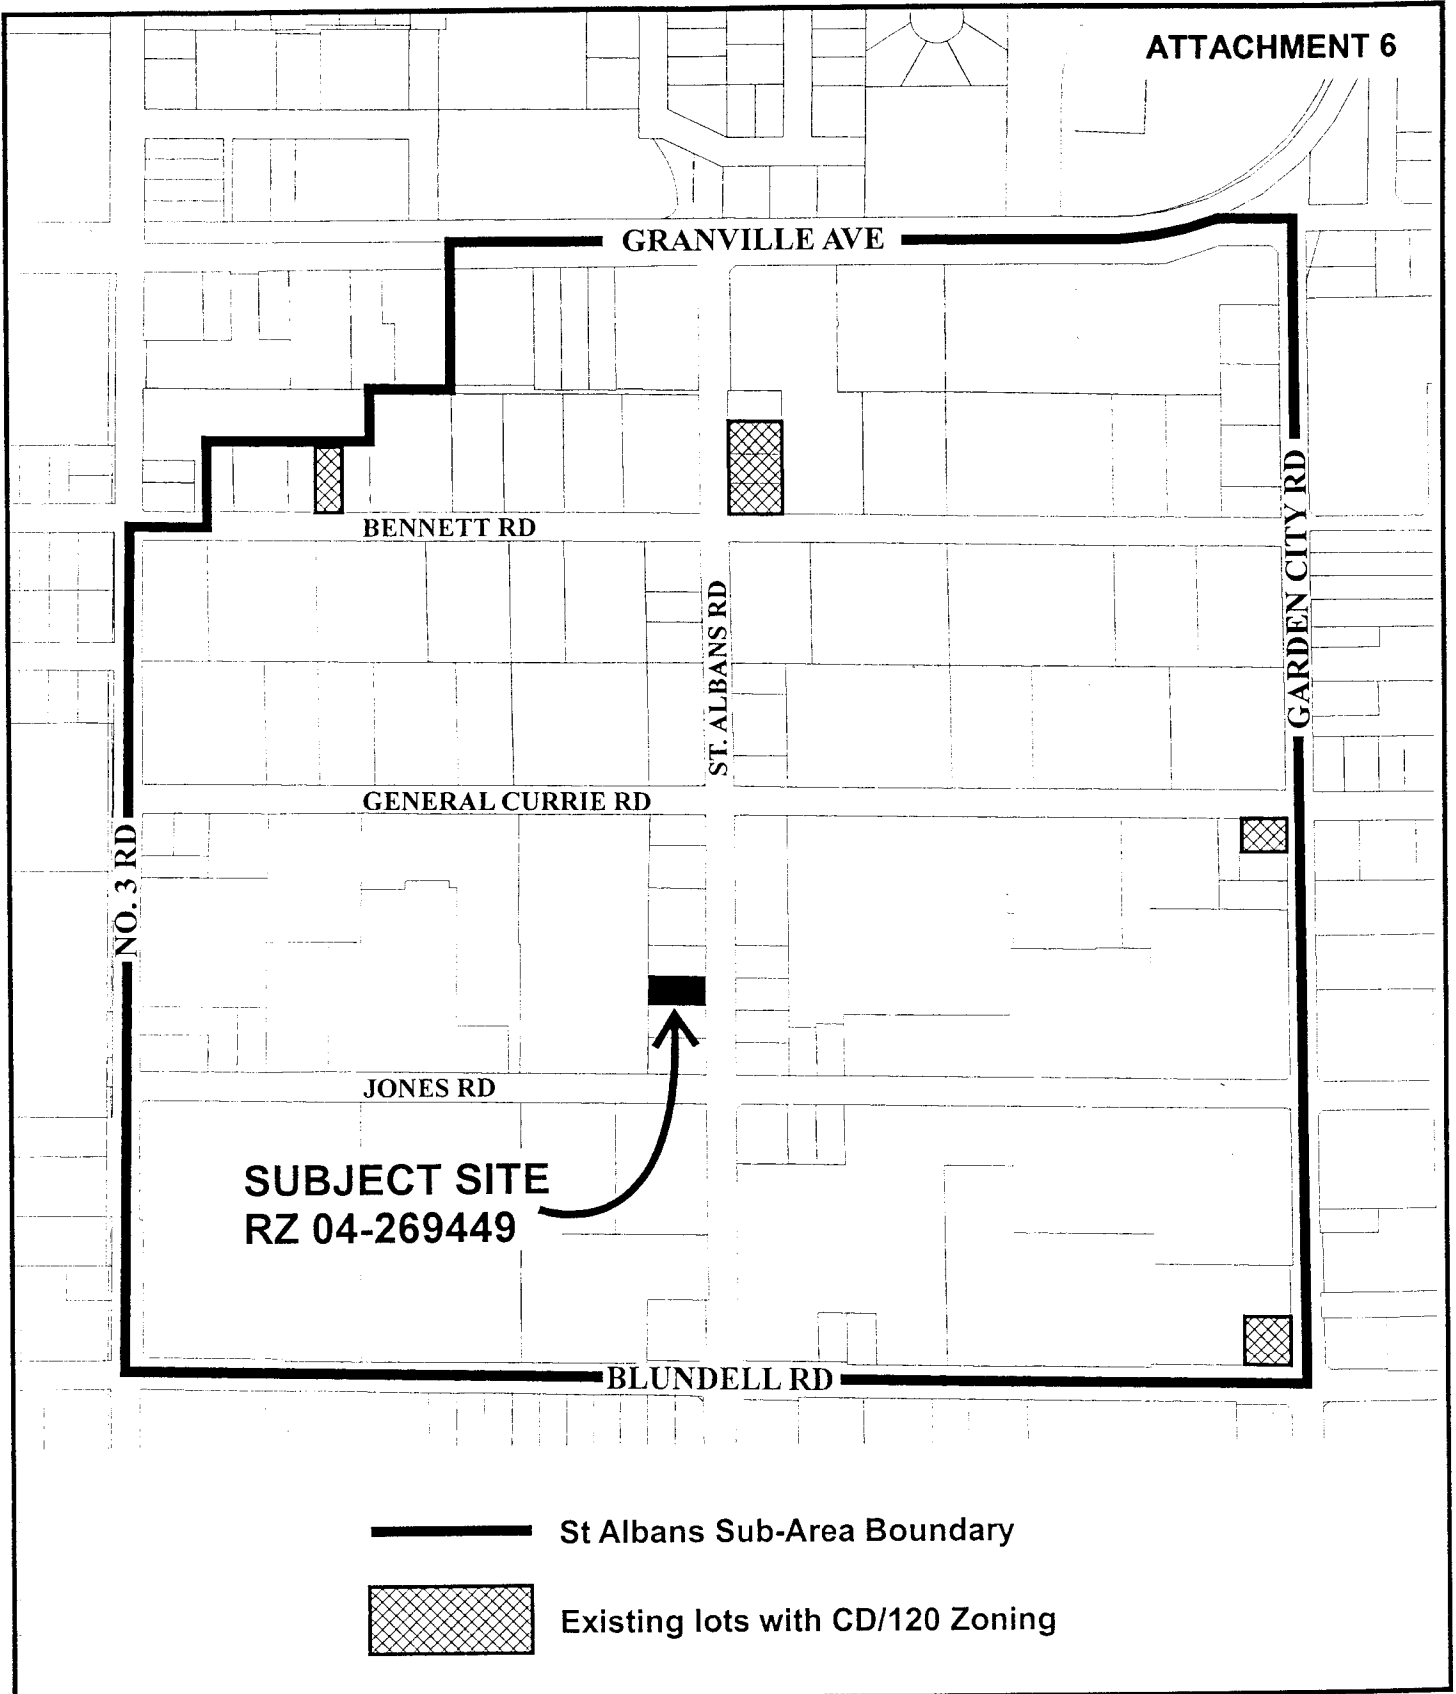 ATTACHMENT 6
GRANVILLE AVE
BENNETT RD
GARDEN CITY RD
ST. ALBANS RD
GENERAL CURRIE RD
NO. 3 RD
JONES RD
SUBJECT SITE
RZ 04-269449
BLUNDELL RD
St Albans Sub-Area Boundary
Existing lots with CD/120 Zoning